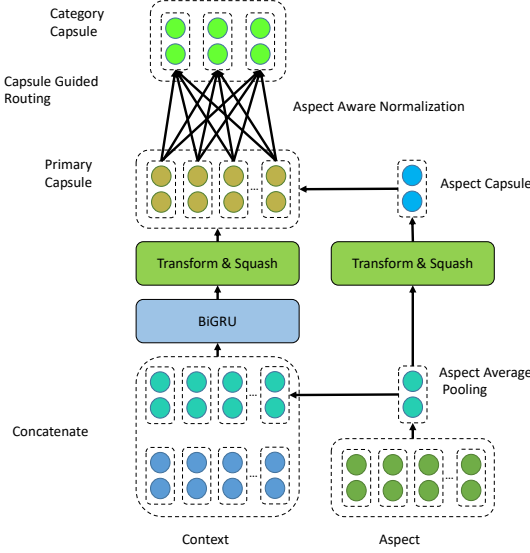 Category
Capsule
Capsule Guided
Routing
Aspect Aware Normalization
Primary
Capsule
...
Aspect Capsule
Transform & Squash
Transform & Squash
BiGRU
...
Aspect Average
Pooling
Concatenate
...
...
Context
Aspect